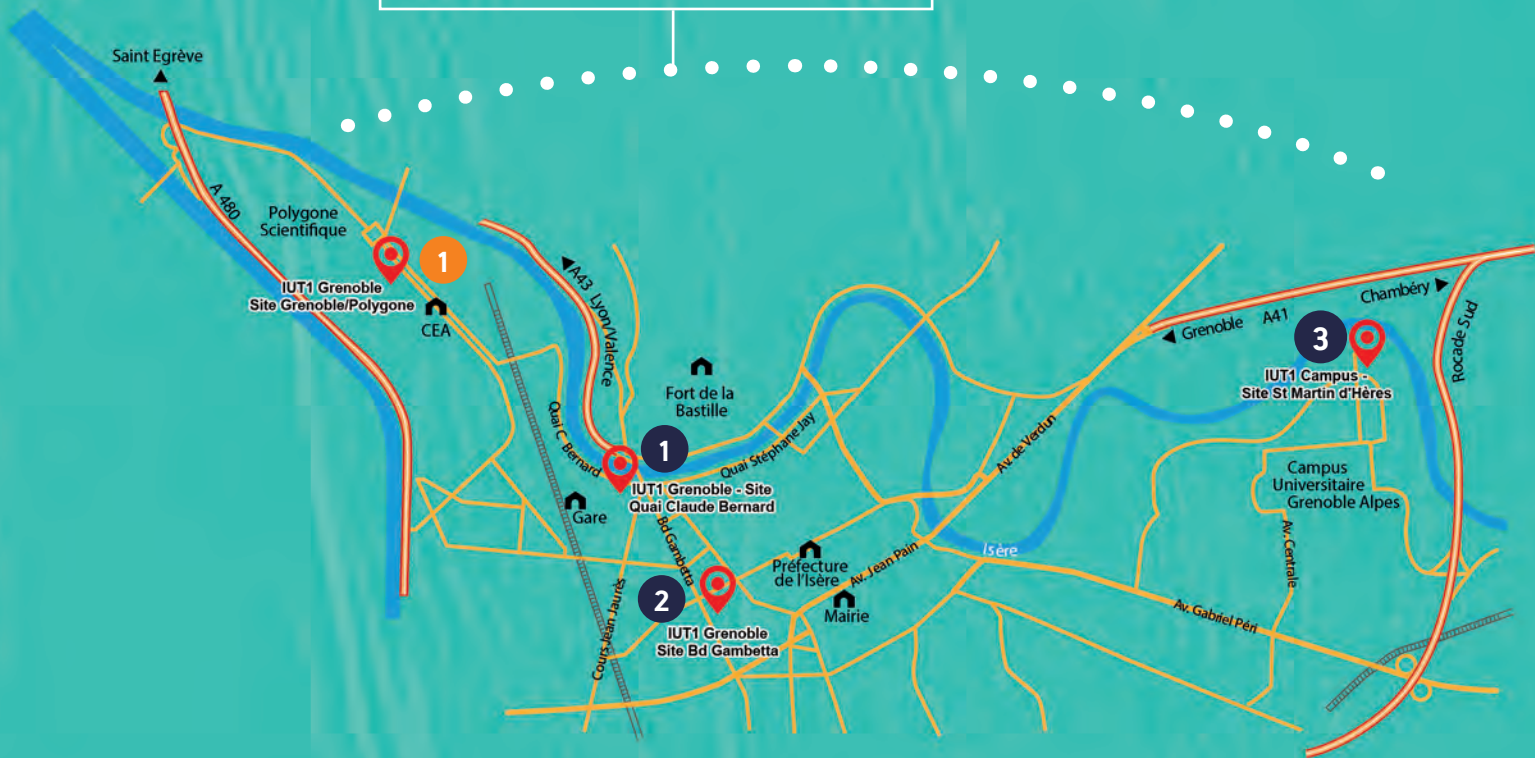 Saint Egrève
A 480
Polygone
Scientifique
1
IUT1 Grenoble
Site Grenoble/Polygone
CEA
A43 Lyon/Valence
Fort de la
Bastille
Quai C. Bernard
1
IUT1 Grenoble - Site
Quai Claude Bernard
Quai Stéphane Jay
Gare
Bd Gambetta
2
IUT1 Grenoble
Site Bd Gambetta
Cours Jean Jaurès
Préfecture
de l'Isère
Av. Jean Pain
Mairie
Av. de Verdun
Isère
Grenoble A41
Chambéry
Rocade Sud
3
IUT1 Campus -
Site St Martin d'Hères
Campus
Universitaire
Grenoble Alpes
Av. Centrale
Av. Gabriel Péri